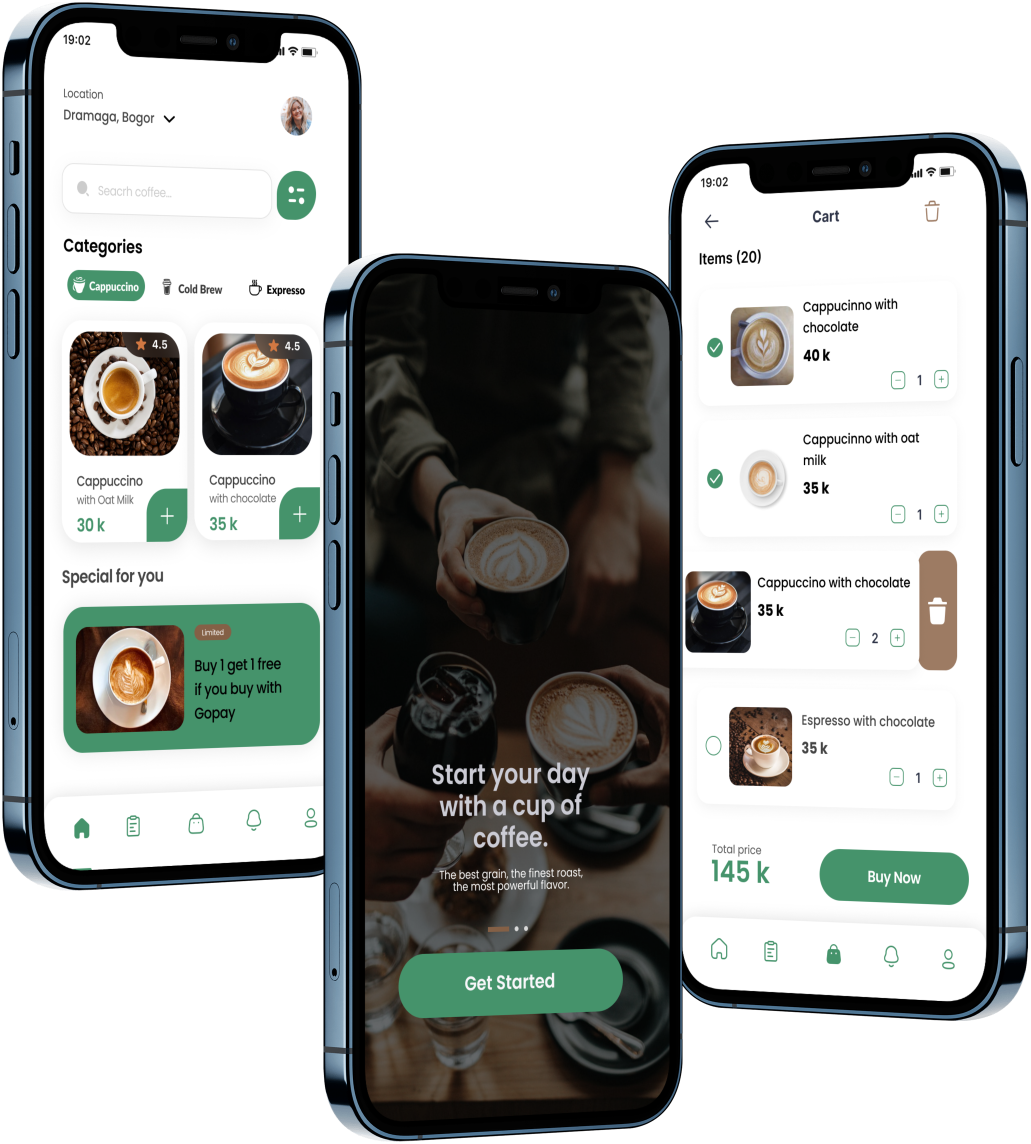 19:02
Location
Dramaga, Bogor
Seacrh coffee...
Categories
Cappuccino
Cold Brew
Expresso
4.5
4.5
Cappuccino
with Oat Milk
30 k
Cappuccino
with chocolate
35 k
Special for you
Limited
Buy 1 get 1 free
if you buy with
Gopay
Start your day
with a cup of
coffee.
The best grain, the finest roast,
the most powerful flavor.
Get Started
19:02
Cart
Items (20)
Cappucinno with
chocolate
40 k
1
Cappucinno with oat
milk
35 k
1
Cappuccino with chocolate
35 k
2
Espresso with chocolate
35 k
1
Total price
145 k
Buy Now